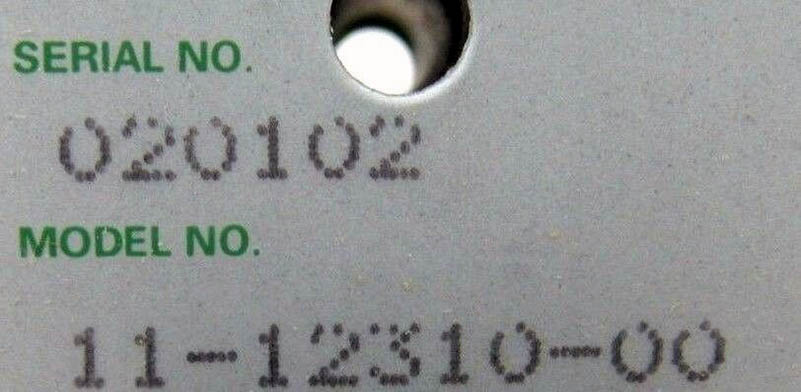 SERIAL NO.
020102
MODEL NO.
11-12310-00